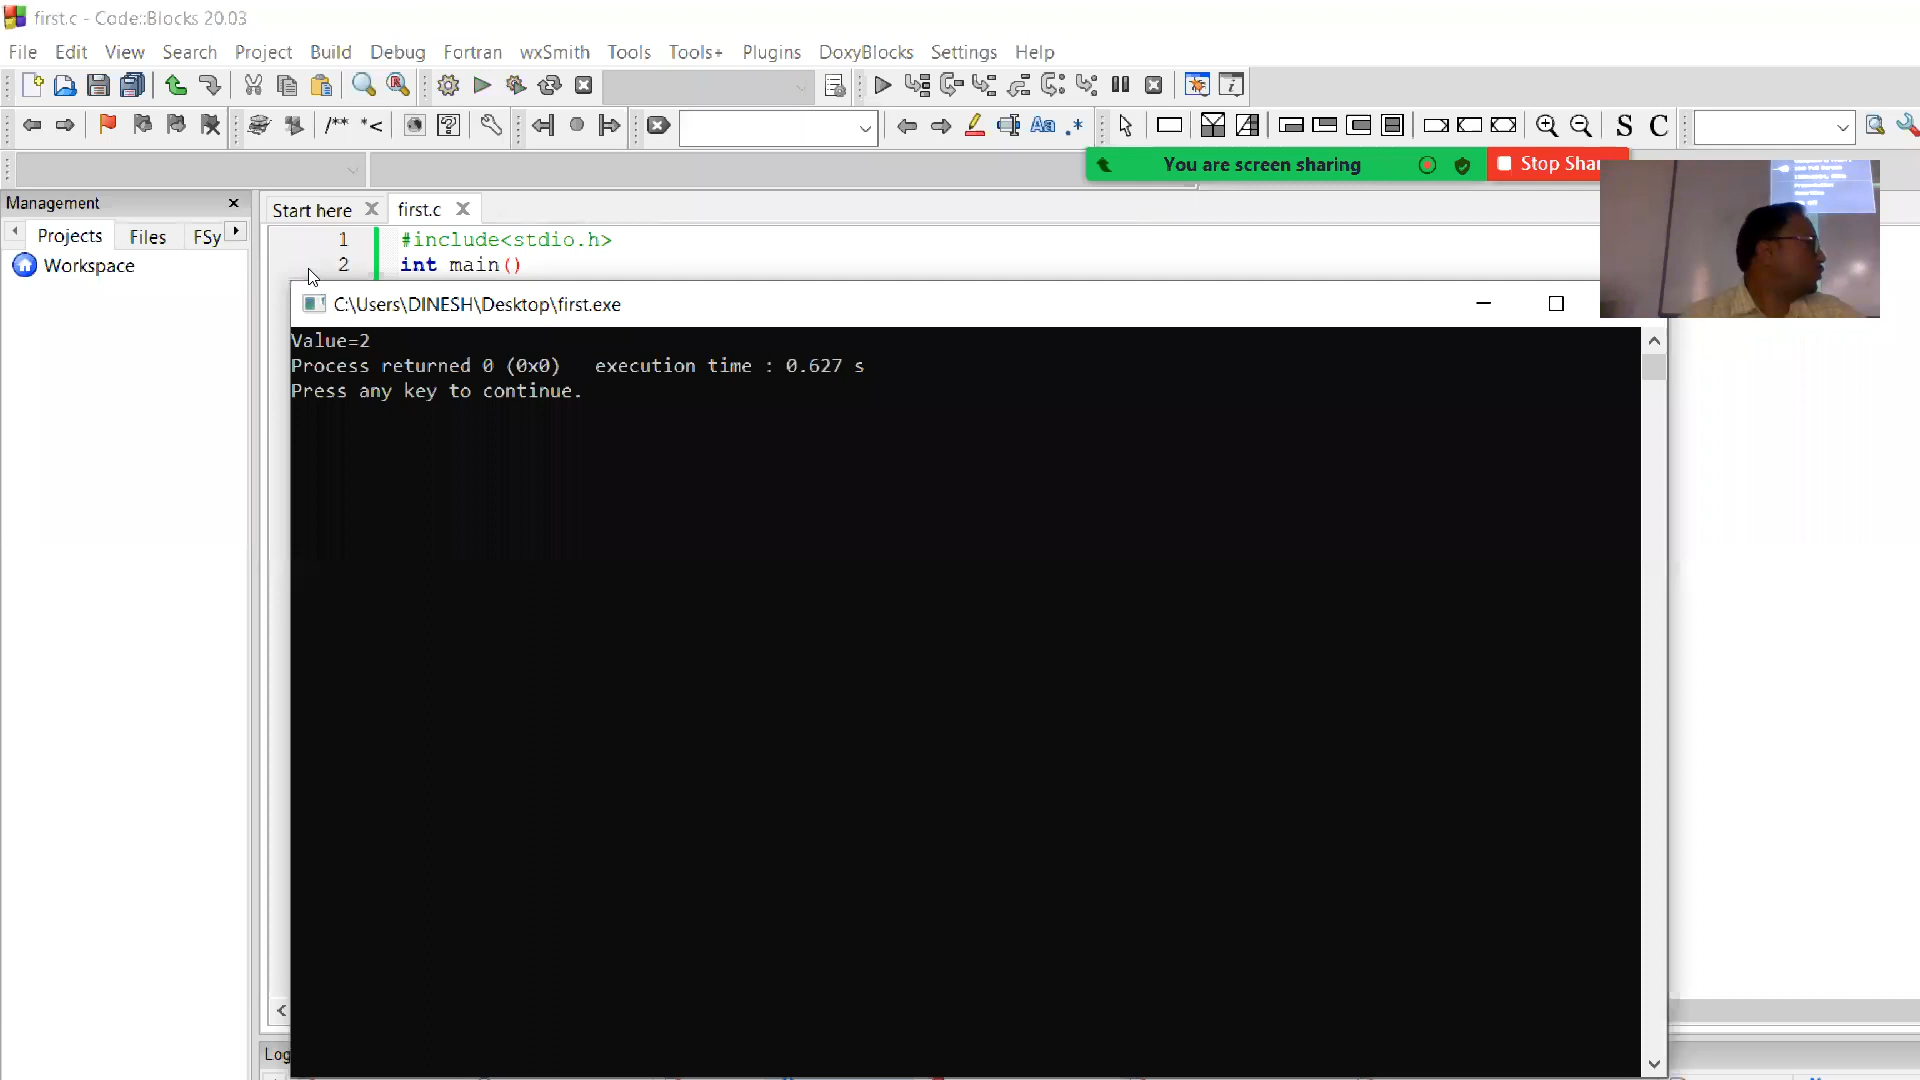 first.c - Code::Blocks 20.03
File Edit View Search Project Build Debug Fortran wxSmith Tools Tools+ Plugins DoxyBlocks Settings Help
/** *<
Aa .*
S C
You are screen sharing
Stop Shar
Management
Start here
first.c
Projects Files FSy
Workspace
1 #include<stdio.h>
2 int main()
C:\Users\DINESH\Desktop\first.exe
Value=2
Process returned 0 (0x0)   execution time : 0.627 s
Press any key to continue.
Log